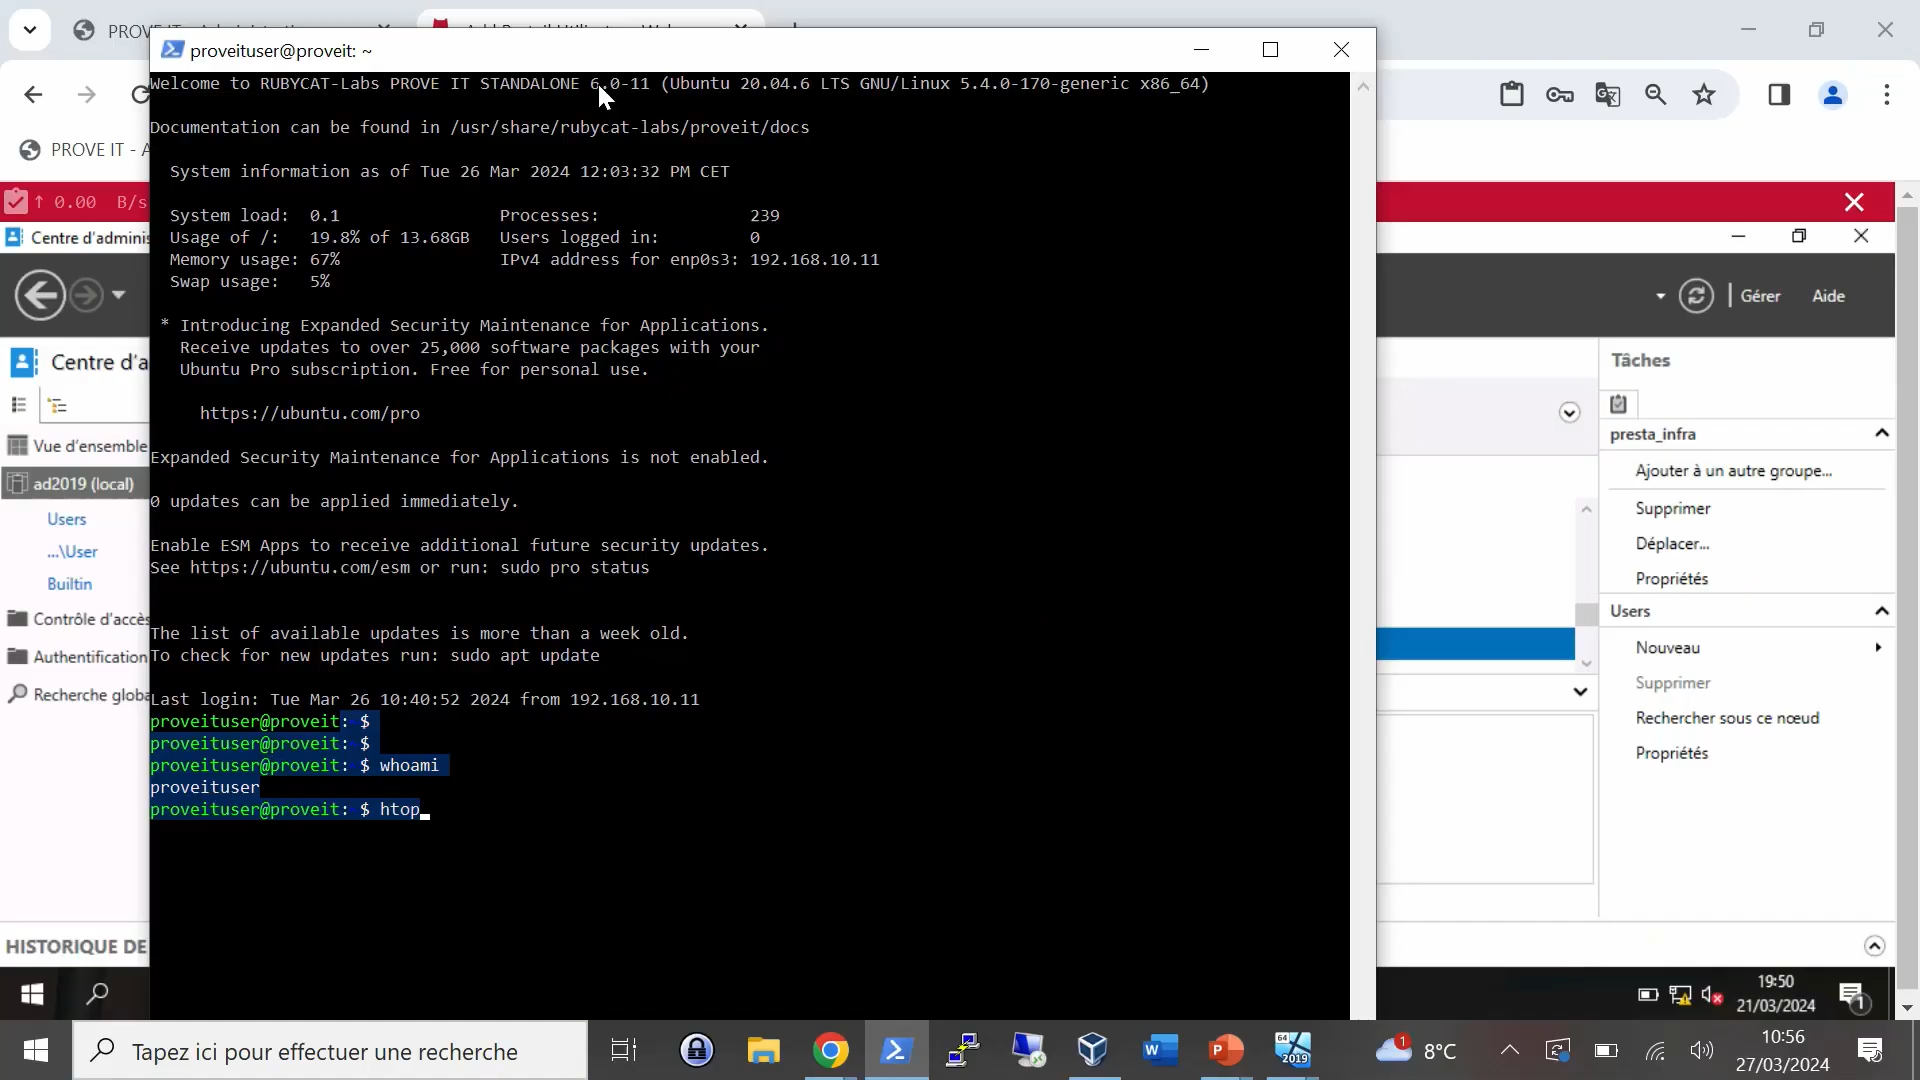 PROVE IT - Administration
proveituser@proveit: ~
Welcome to RUBYCAT-Labs PROVE IT STANDALONE 6.0-11 (Ubuntu 20.04.6 LTS GNU/Linux 5.4.0-170-generic x86_64)
Documentation can be found in /usr/share/rubycat-labs/proveit/docs
System information as of Tue 26 Mar 2024 12:03:32 PM CET
System load: 0.1 Processes: 239
Usage of /: 19.8% of 13.68GB Users logged in: 0
Memory usage: 67% IPv4 address for enp0s3: 192.168.10.11
Swap usage: 5%
* Introducing Expanded Security Maintenance for Applications.
Receive updates to over 25,000 software packages with your
Ubuntu Pro subscription. Free for personal use.
https://ubuntu.com/pro
Expanded Security Maintenance for Applications is not enabled.
0 updates can be applied immediately.
Enable ESM Apps to receive additional future security updates.
See https://ubuntu.com/esm or run: sudo pro status
The list of available updates is more than a week old.
To check for new updates run: sudo apt update
Last login: Tue Mar 26 10:40:52 2024 from 192.168.10.11
proveituser@proveit: $
proveituser@proveit: $
proveituser@proveit: $ whoami
proveituser
proveituser@proveit: $ htop
PROVE IT - A
↑ 0.00 B/s
Centre d'adminis
Centre d'a
Vue d'ensemble
ad2019 (local)
Users
...\User
Builtin
Contrôle d'accès
Authentification
Recherche globa
HISTORIQUE DE
Gérer Aide
Tâches
presta_infra
Ajouter à un autre groupe...
Supprimer
Déplacer...
Propriétés
Users
Nouveau
Supprimer
Rechercher sous ce nœud
Propriétés
19:50
21/03/2024
1
Tapez ici pour effectuer une recherche
64
2019
1
8°C
10:56
27/03/2024